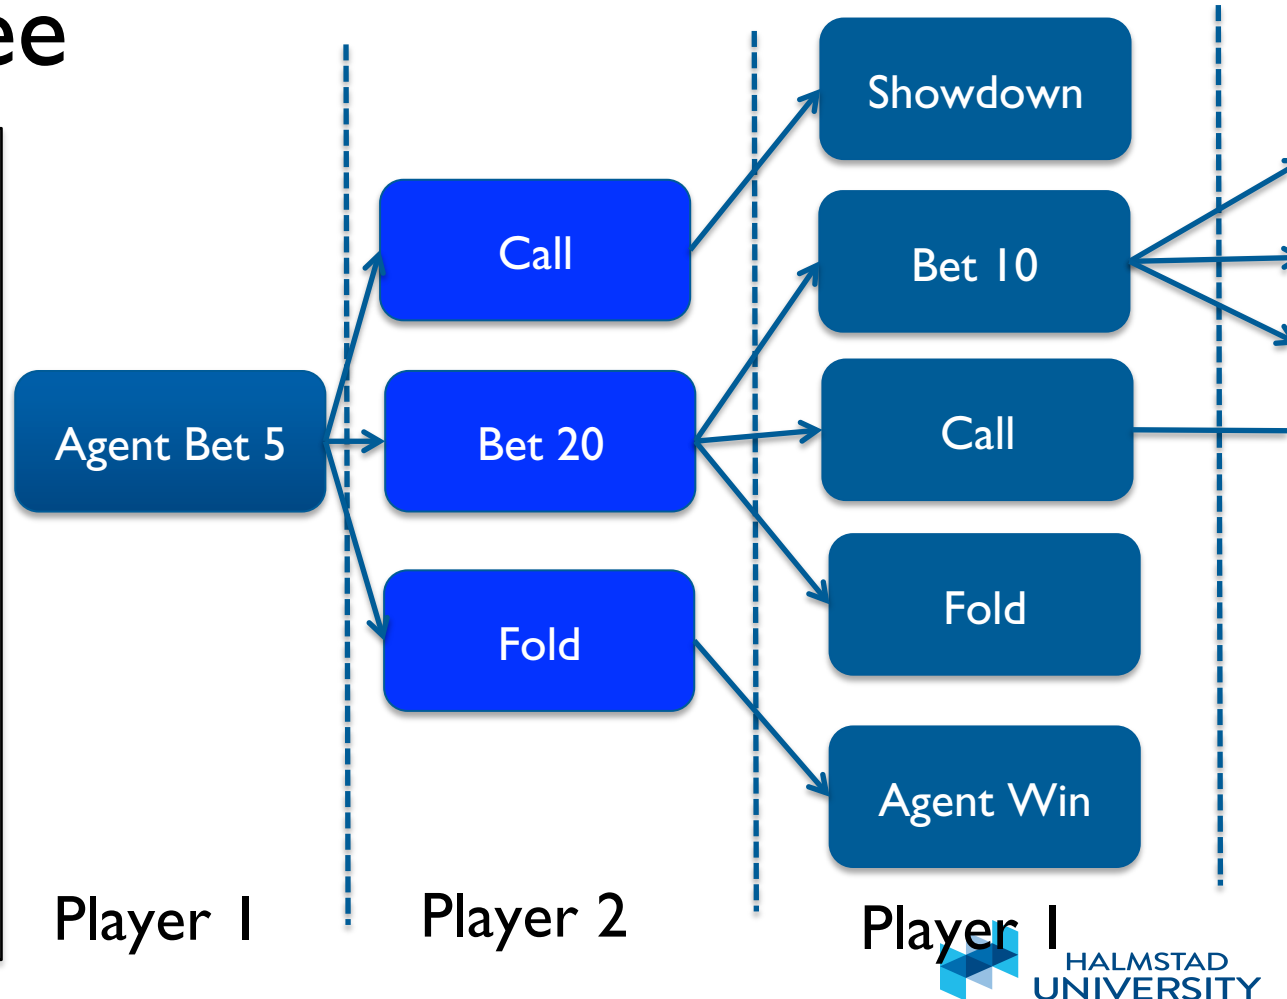 ee
Showdown
Call
Bet 10
Agent Bet 5
Bet 20
Call
Fold
Fold
Agent Win
Player 1
Player 2
Player 1
HALMSTAD
UNIVERSITY